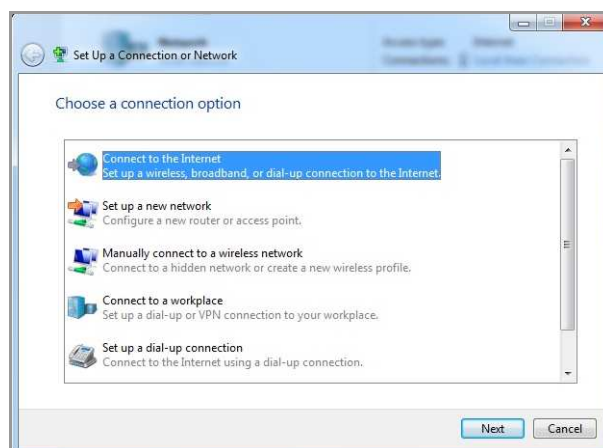 Set Up a Connection or Network
Choose a connection option
Connect to the Internet
Set up a wireless, broadband, or dial-up connection to the Internet.
Set up a new network
Configure a new router or access point.
Manually connect to a wireless network
Connect to a hidden network or create a new wireless profile.
Connect to a workplace
Set up a dial-up or VPN connection to your workplace.
Set up a dial-up connection
Connect to the Internet using a dial-up connection.
Next Cancel